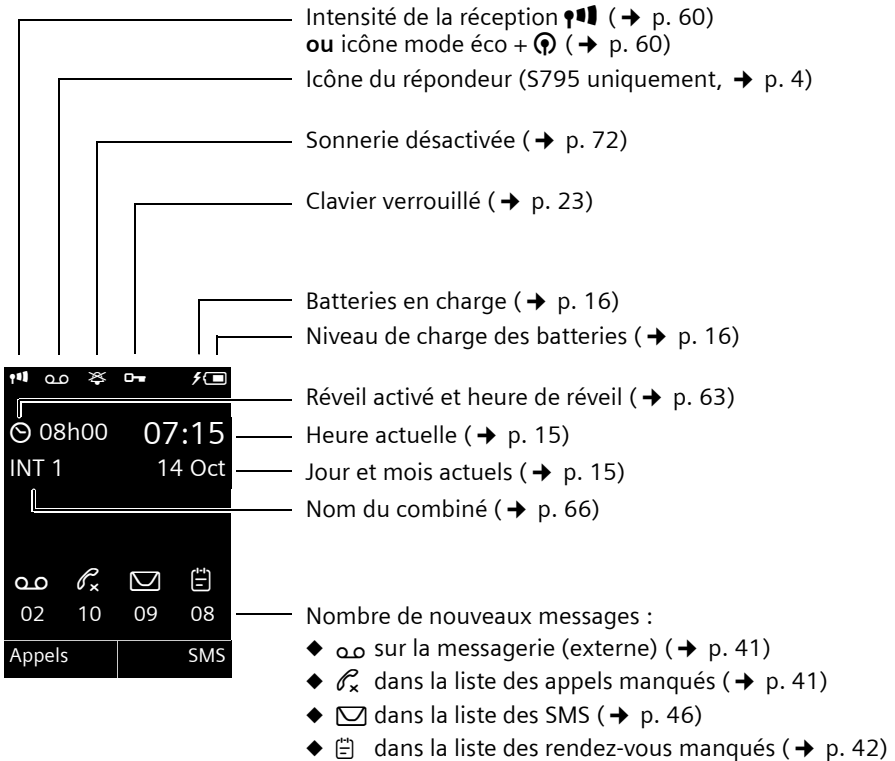 Intensité de la réception (➔ p. 60)
ou icône mode éco + (➔ p. 60)
Icône du répondeur (S795 uniquement, ➔ p. 4)
Sonnerie désactivée (➔ p. 72)
Clavier verrouillé (➔ p. 23)
Batteries en charge (➔ p. 16)
Niveau de charge des batteries (➔ p. 16)
Réveil activé et heure de réveil (➔ p. 63)
08h00 07:15
Heure actuelle (➔ p. 15)
INT 1 14 Oct
Jour et mois actuels (➔ p. 15)
Nom du combiné (➔ p. 66)
02 10 09 08
Nombre de nouveaux messages :
◆ sur la messagerie (externe) (➔ p. 41)
Appels SMS
◆ dans la liste des appels manqués (➔ p. 41)
◆ dans la liste des SMS (➔ p. 46)
◆ dans la liste des rendez-vous manqués (➔ p. 42)